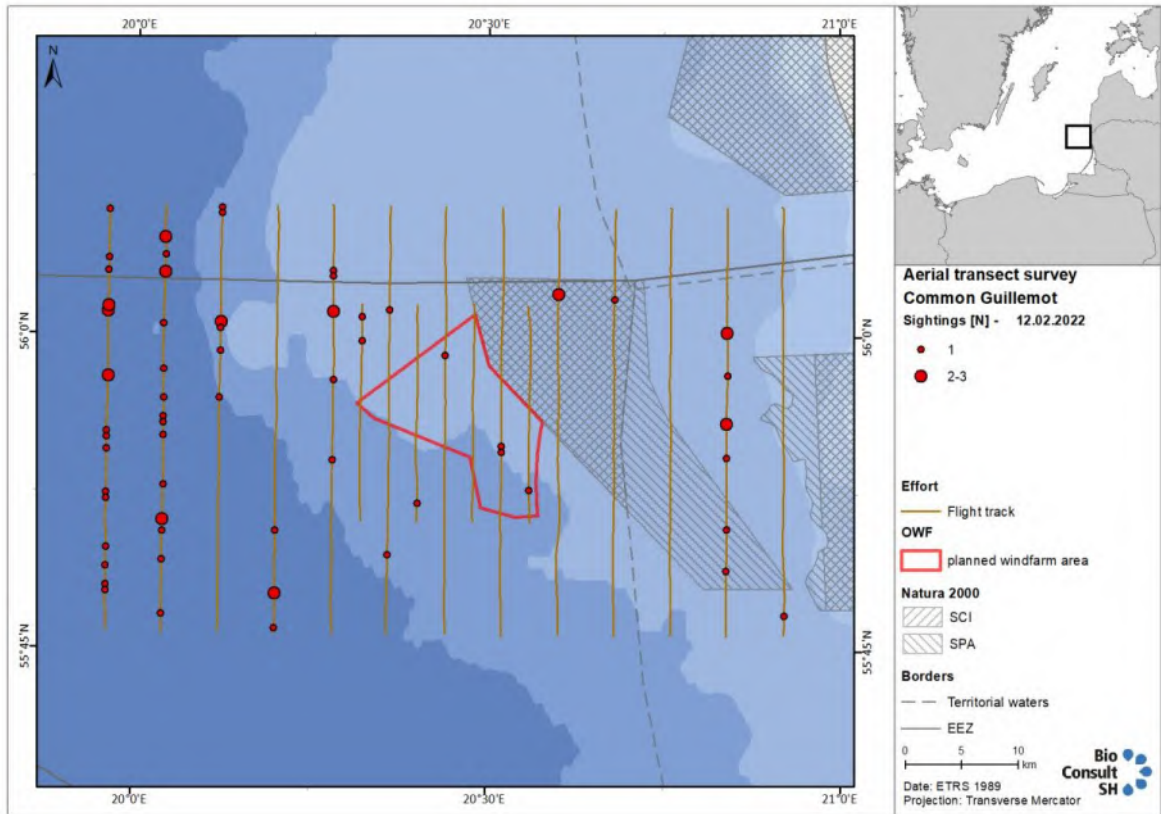 20°0'E
20°30'E
21°0'E
N
56°0'N
56°0'N
55°45'N
55°45'N
20°0'E
20°30'E
21°0'E
Aerial transect survey
Common Guillemot
Sightings [N] - 12.02.2022
1
2-3
Effort
Flight track
OWF
planned windfarm area
Natura 2000
SCI
SPA
Borders
Territorial waters
EEZ
0 5 10
km
Bio
Consult
SH
Date: ETRS 1989
Projection: Transverse Mercator